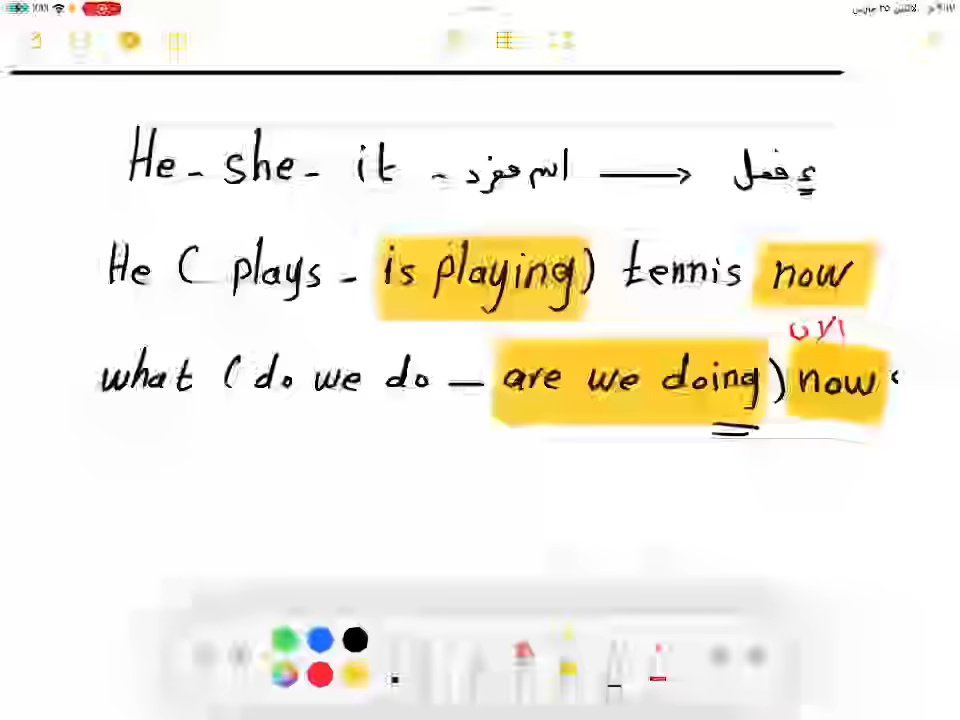 He - she - it - اسم مفرد ⟶ فعل
He ( plays - is playing) tennis now
الآن
what (do we do — are we doing) now